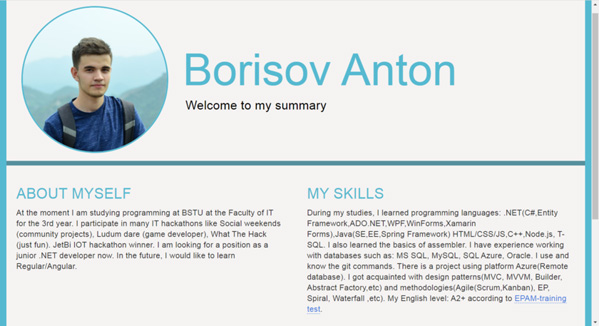 Borisov Anton
Welcome to my summary
ABOUT MYSELF
At the moment I am studying programming at BSTU at the Faculty of IT
for the 3rd year. I participate in many IT hackathons like Social weekends
(community projects), Ludum dare (game developer), What The Hack
(just fun). JetBi IOT hackathon winner. I am looking for a position as a
junior .NET developer now. In the future, I would like to learn
Regular/Angular.
MY SKILLS
During my studies, I learned programming languages: .NET(C#,Entity
Framework,ADO.NET,WPF,WinForms,Xamarin
Forms),Java(SE,EE,Spring Framework) HTML/CSS/JS,C++,Node.js, T-
SQL. I also learned the basics of assembler. I have experience working
with databases such as: MS SQL, MySQL, SQL Azure, Oracle. I use and
know the git commands. There is a project using platform Azure(Remote
database). I got acquainted with design patterns(MVC, MVVM, Builder,
Abstract Factory,etc) and methodologies(Agile(Scrum,Kanban), EP,
Spiral, Waterfall ,etc). My English level: A2+ according to EPAM-training
test.